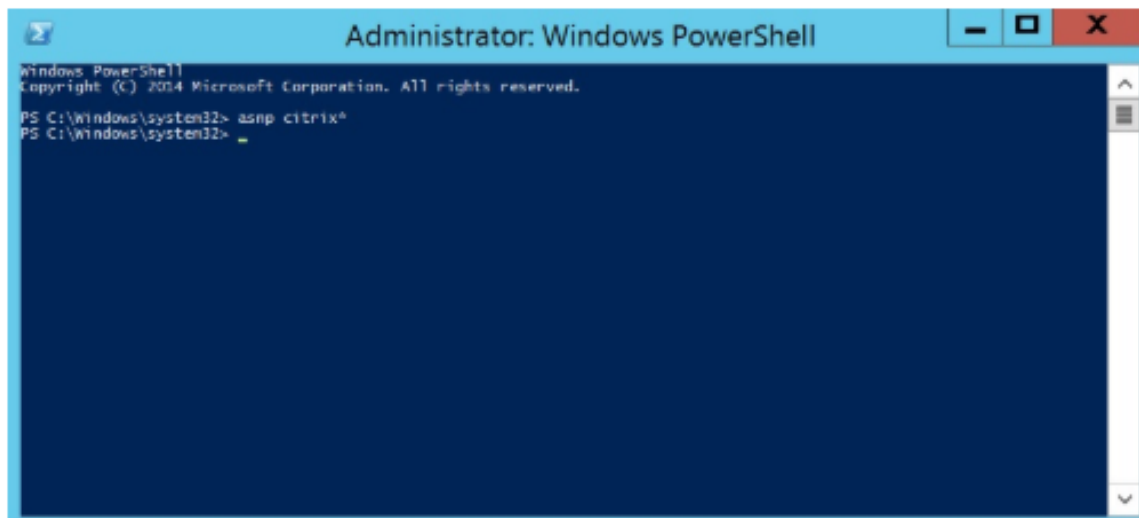 Administrator: Windows PowerShell
Windows PowerShell
Copyright (C) 2014 Microsoft Corporation. All rights reserved.
PS C:\Windows\system32> asnp citrix*
PS C:\Windows\system32> _